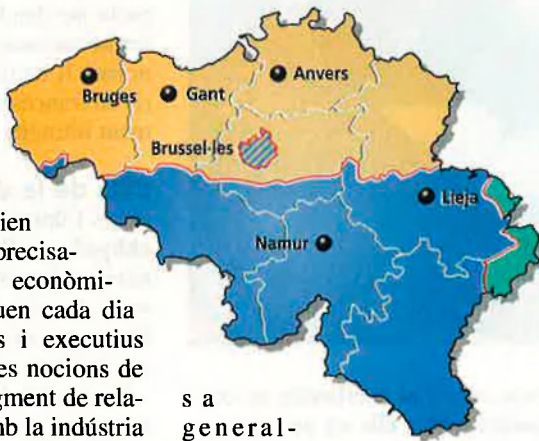 Anvers
Bruges
Gant
Brussel·les
Lieja
Namur
ien
precisa-
econòmi-
uen cada dia
s i executius
es nocions de
gment de rela-
mb la indústria
s a
general-